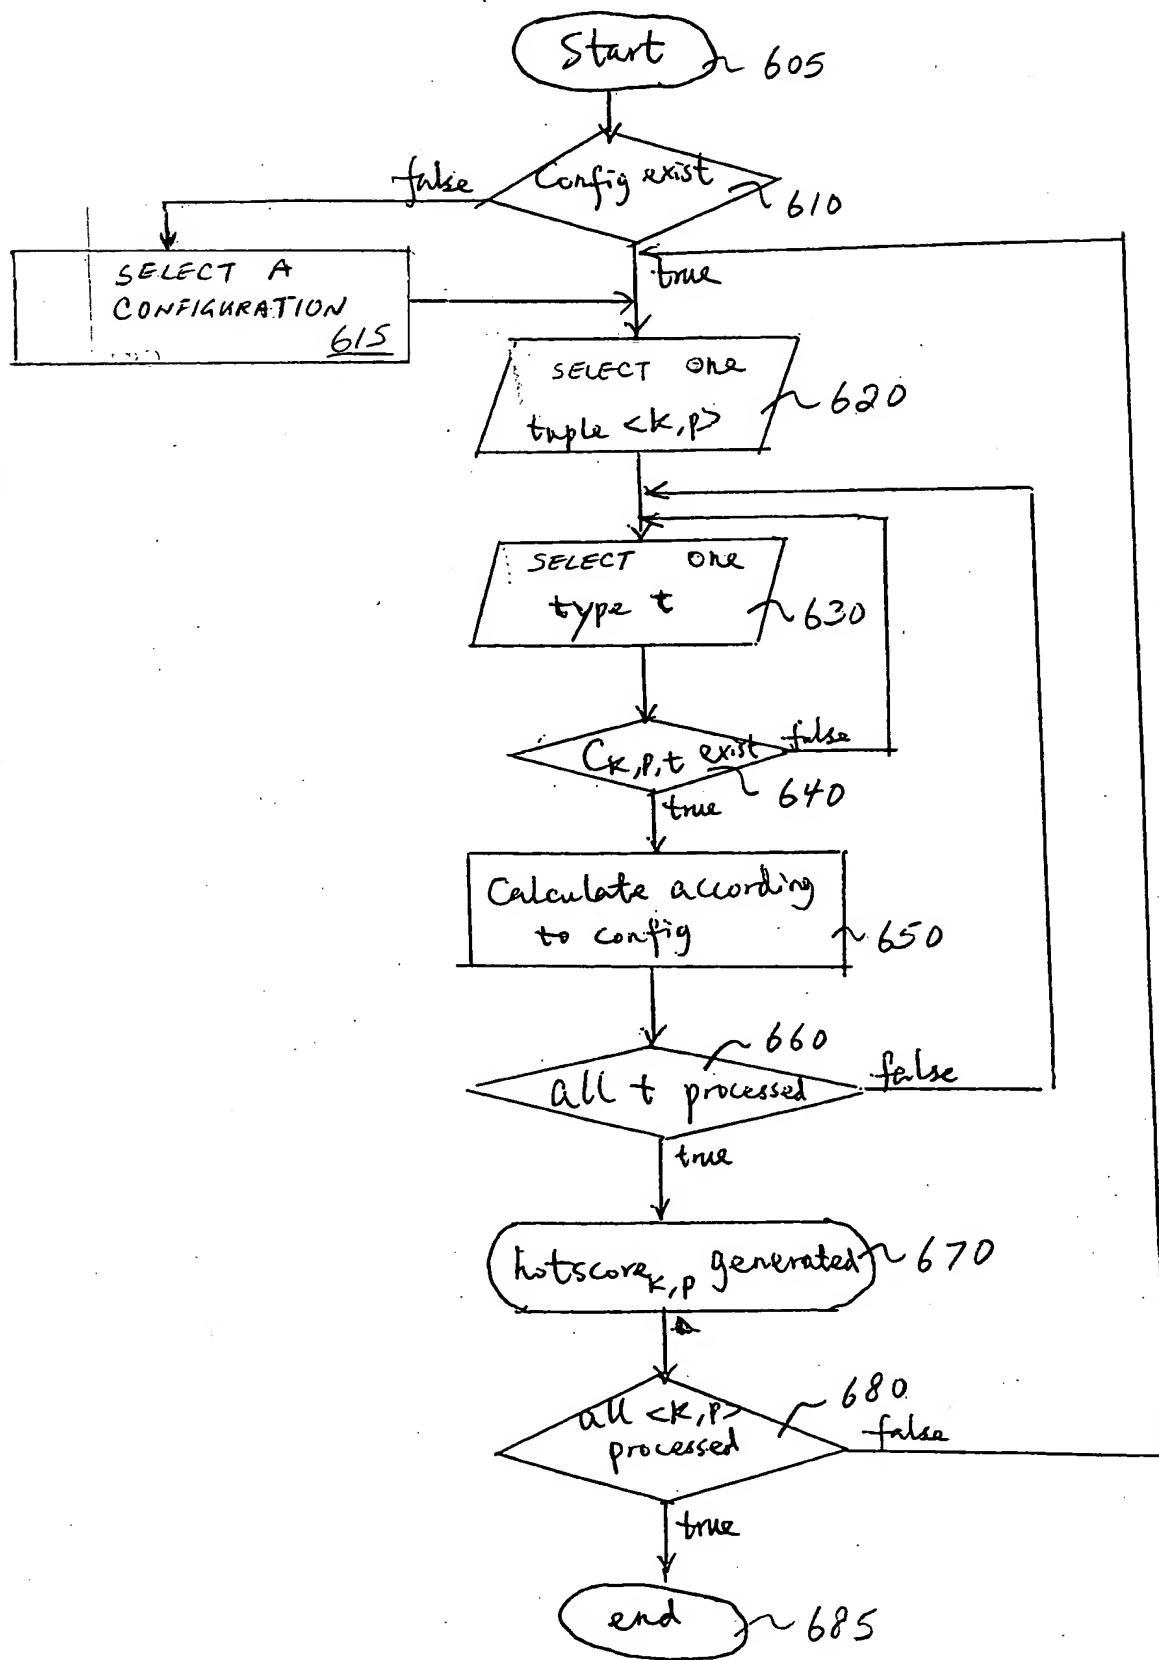 Start
605
Config exist
610
false
true
SELECT A
CONFIGURATION
615
SELECT one
tuple <k,p>
620
SELECT one
type t
630
Ck,p,t exist
false
640
true
Calculate according
to config
650
660
all t processed
false
true
hotscorek,p generated
670
680
all <k,p>
processed
false
true
end
685